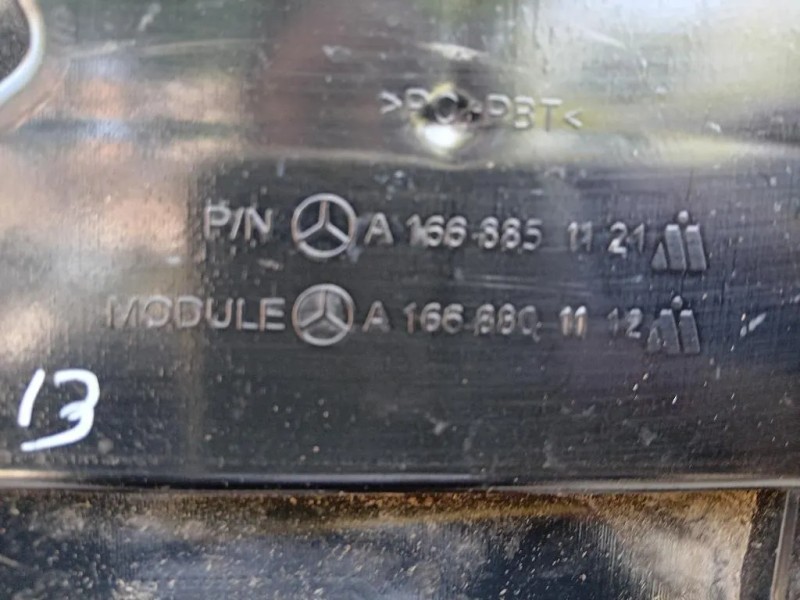 >PC+PBT<
P/N A 166 885 11 21
MODULE A 166 880 11 12
13